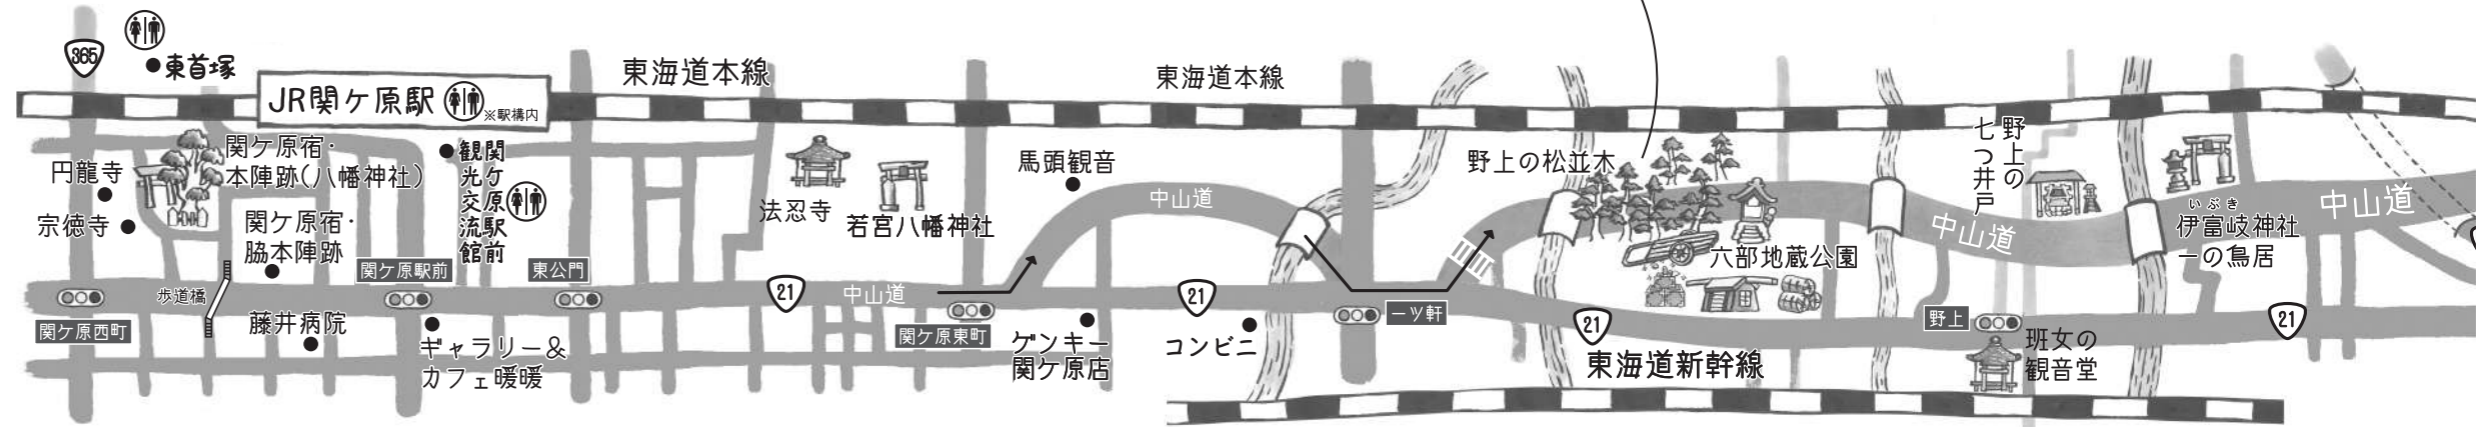 365
東首塚
JR関ケ原駅
※駅構内
東海道本線
東海道本線
円龍寺
宗徳寺
関ケ原宿・
本陣跡(八幡神社)
関ケ原宿・
脇本陣跡
関ケ原駅前
観光交流館
法忍寺
若宮八幡神社
馬頭観音
中山道
野上の松並木
六部地蔵公園
野上の
七つ井戸
中山道
いぶき
伊富岐神社
一の鳥居
中山道
関ケ原西町
歩道橋
藤井病院
関ケ原駅前
ギャラリー&
カフェ暖暖
東公門
21
中山道
関ケ原東町
ゲンキー
関ケ原店
21
コンビニ
一ツ軒
21
東海道新幹線
野上
班女の
観音堂
21